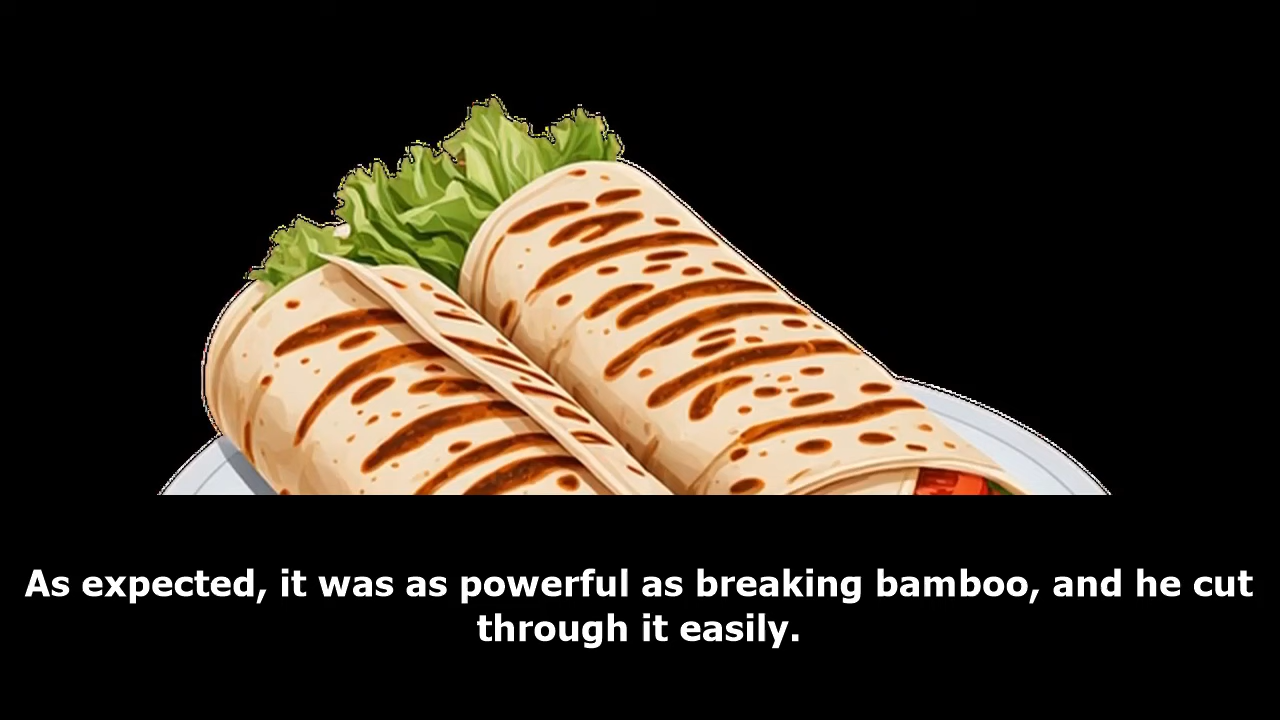 As expected, it was as powerful as breaking bamboo, and he cut
through it easily.